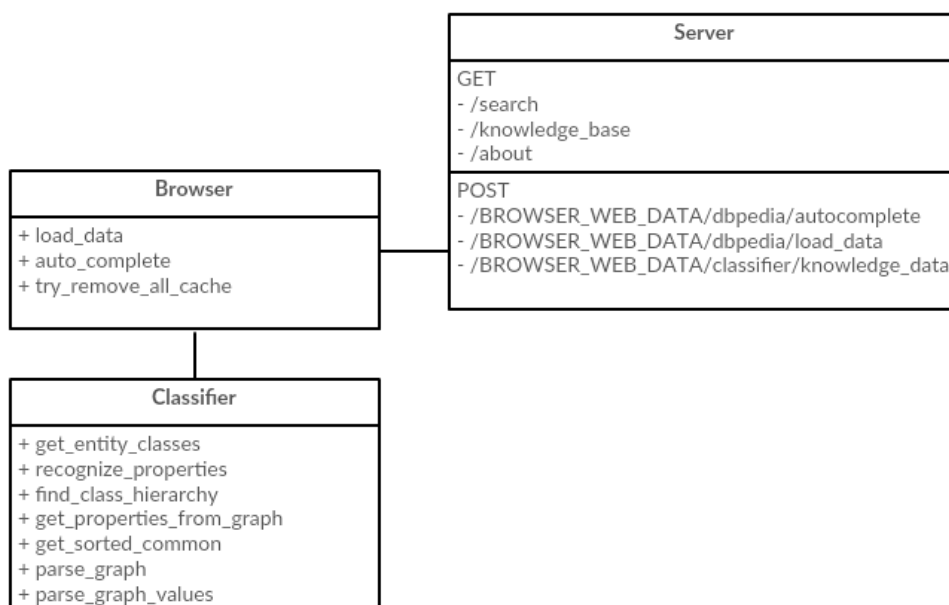 Server
GET
- /search
- /knowledge_base
- /about
POST
- /BROWSER_WEB_DATA/dbpedia/autocomplete
- /BROWSER_WEB_DATA/dbpedia/load_data
- /BROWSER_WEB_DATA/classifier/knowledge_data
Browser
+ load_data
+ auto_complete
+ try_remove_all_cache
Classifier
+ get_entity_classes
+ recognize_properties
+ find_class_hierarchy
+ get_properties_from_graph
+ get_sorted_common
+ parse_graph
+ parse_graph_values